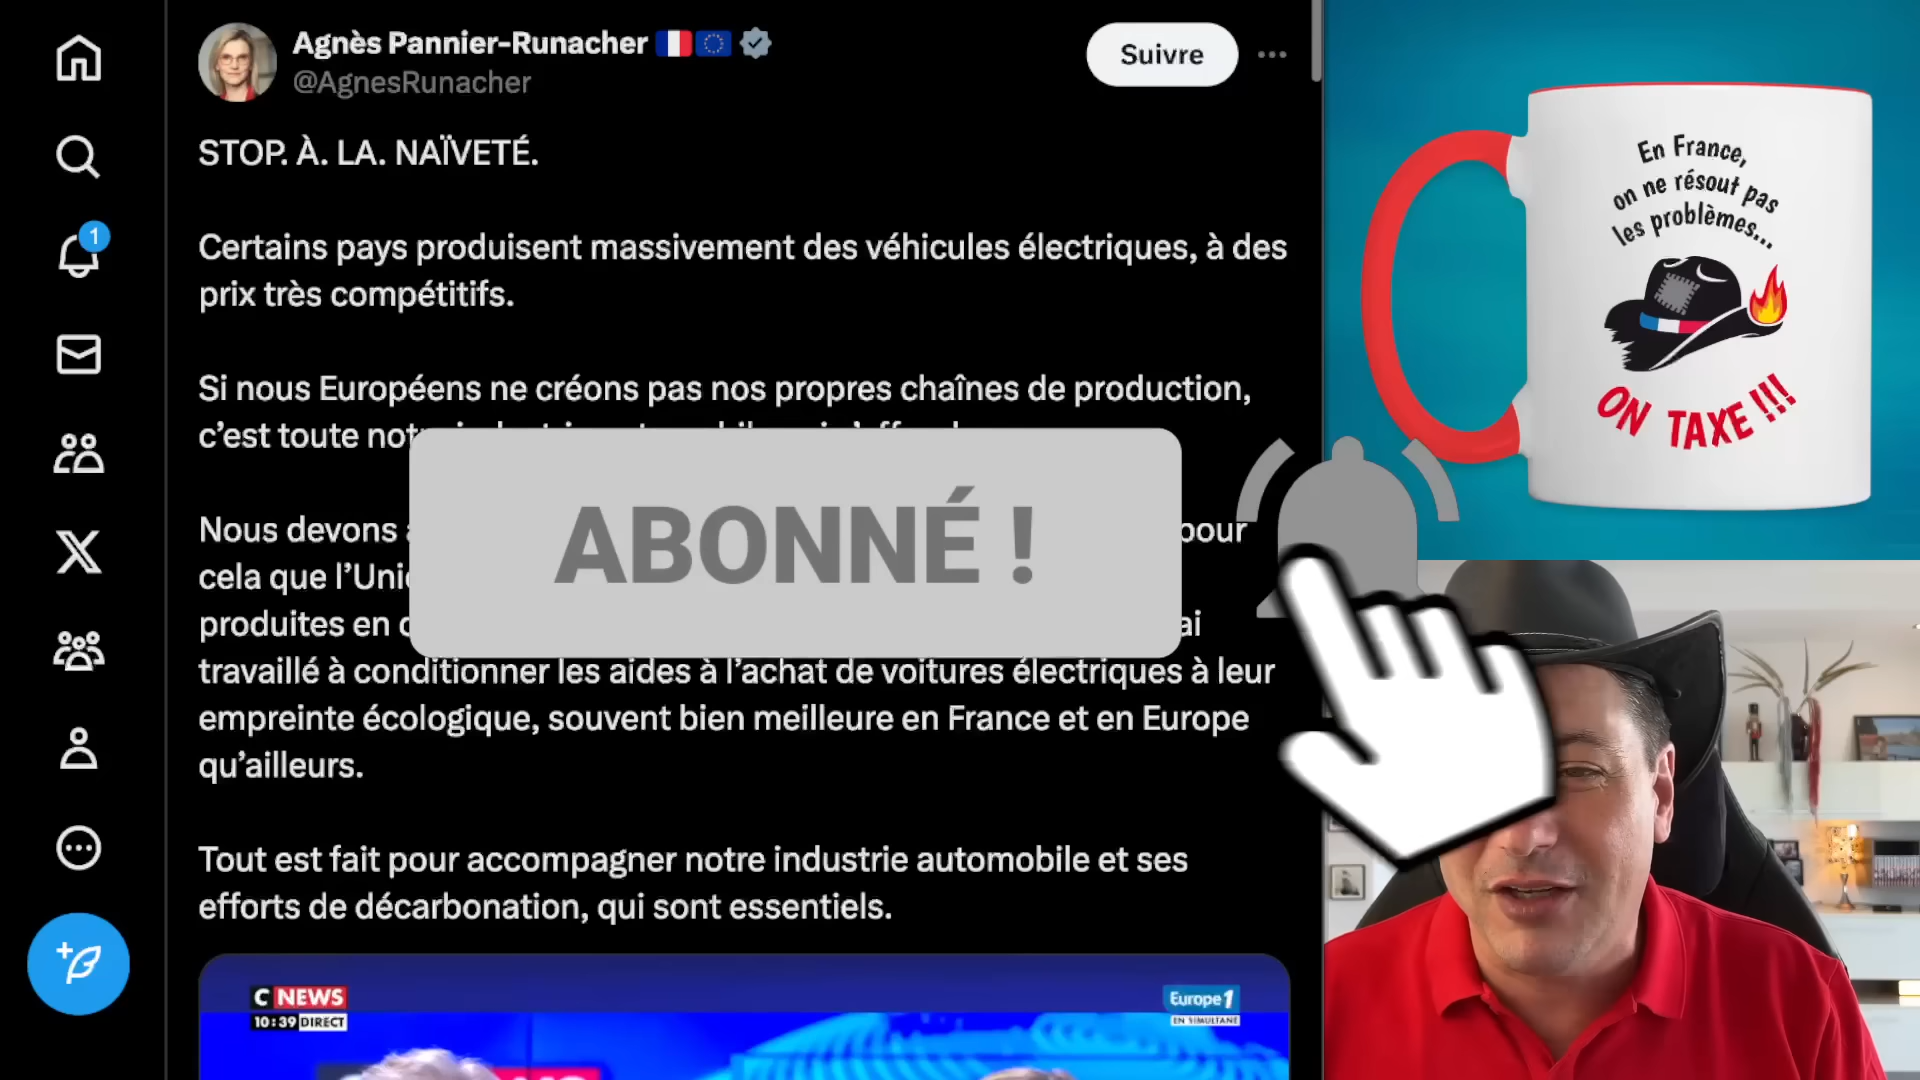 Agnès Pannier-Runacher
@AgnesRunacher
Suivre
1
STOP. À. LA. NAÏVETÉ.
Certains pays produisent massivement des véhicules électriques, à des
prix très compétitifs.
Si nous Européens ne créons pas nos propres chaînes de production,
c’est toute
Nous devons pour
cela que
produites en
travaillé à conditionner les aides à l’achat de voitures électriques à leur
empreinte écologique, souvent bien meilleure en France et en Europe
qu’ailleurs.
Tout est fait pour accompagner notre industrie automobile et ses
efforts de décarbonation, qui sont essentiels.
ABONNÉ !
C NEWS
10:39 DIRECT
Europe 1
EN SIMULTANÉ
En France,
on ne résout pas
les problèmes...
ON TAXE !!!